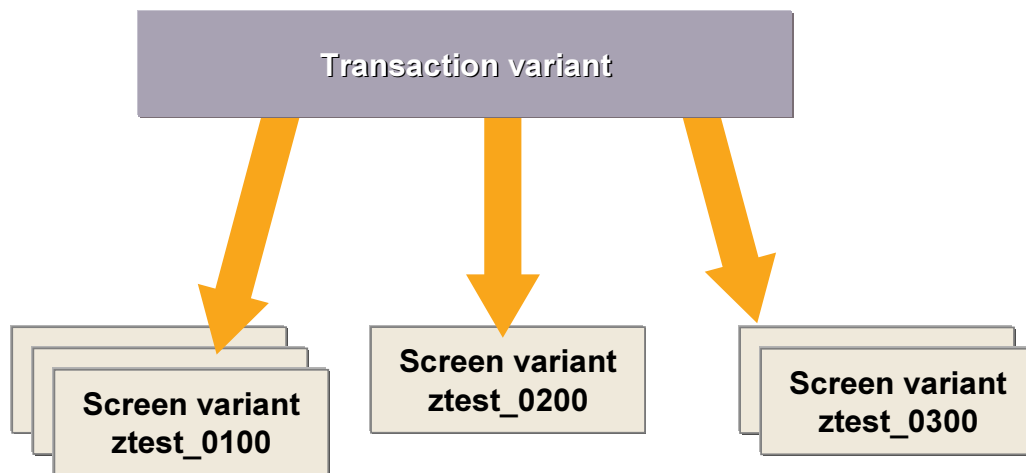 Transaction variant
Screen variant
ztest_0100
Screen variant
ztest_0200
Screen variant
ztest_0300